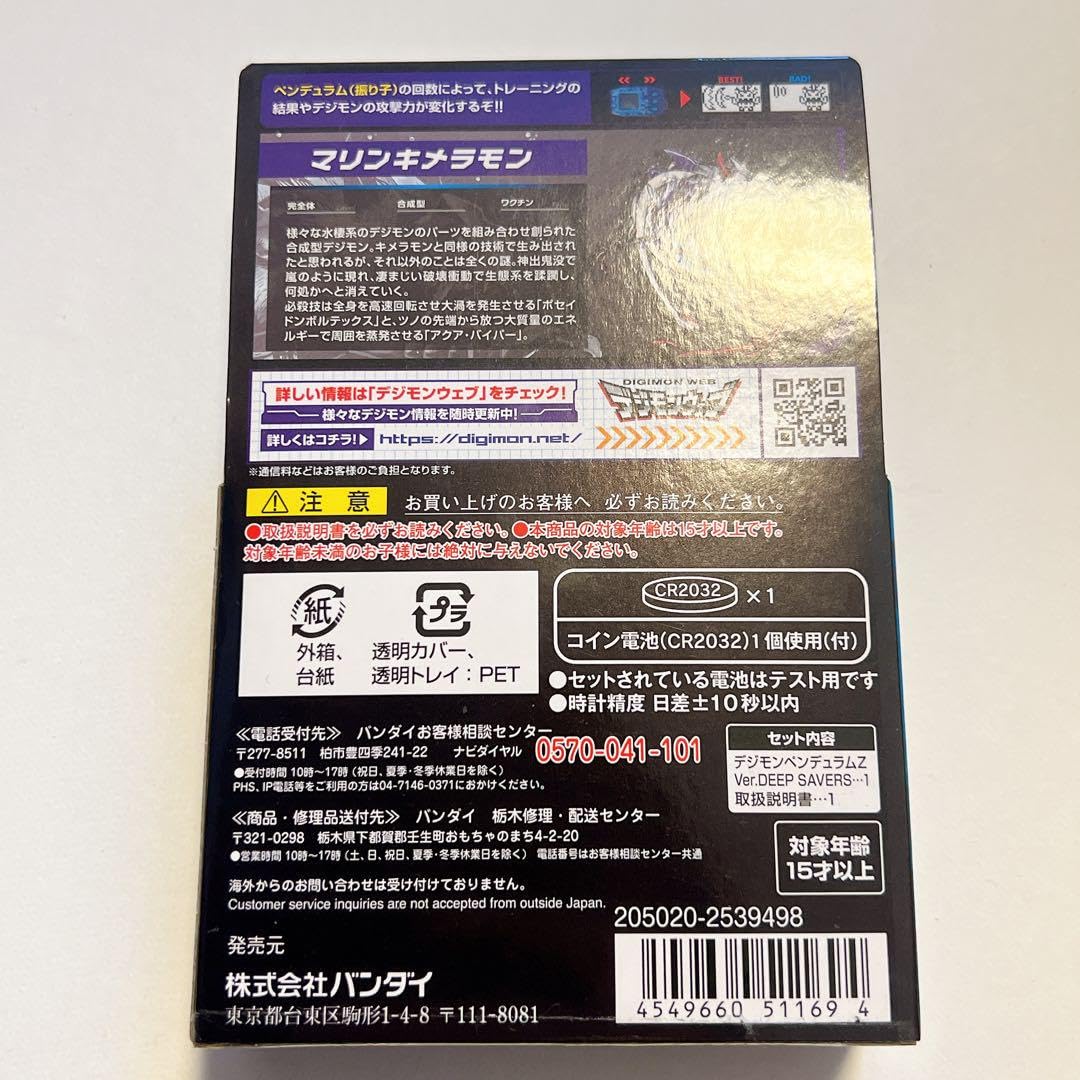 ペンデュラム(振り子)の回数によって、トレーニングの
結果やデジモンの攻撃力が変化するぞ!!
BEST!
BAD!
マリンキメラモン
完全体 合成型 ワクチン
様々な水棲系のデジモンのパーツを組み合わせ創られた
合成型デジモン。キメラモンと同様の技術で生み出され
たと思われるが、それ以外のことは全くの謎。神出鬼没で
嵐のように現れ、凄まじい破壊衝動で生態系を蹂躙し、
何処かへと消えていく。
必殺技は全身を高速回転させ大渦を発生させる「ポセイ
ドンボルテックス」と、ツノの先端から放つ大質量のエネ
ルギーで周囲を蒸発させる「アクア・バイパー」。
詳しい情報は「デジモンウェブ」をチェック!
様々なデジモン情報を随時更新中!
詳しくはコチラ!▶ https://digimon.net/
DIGIMON WEB
デジモンウェブ
※通信料などはお客様のご負担となります。
注意 お買い上げのお客様へ 必ずお読みください。
●取扱説明書を必ずお読みください。●本商品の対象年齢は15才以上です。
対象年齢未満のお子様には絶対に与えないでください。
紙
外箱、
台紙
プラ
透明カバー、
透明トレイ:PET
CR2032 ×1
コイン電池(CR2032)1個使用(付)
●セットされている電池はテスト用です
●時計精度 日差±10秒以内
≪電話受付先≫ バンダイお客様相談センター
〒277-8511 柏市豊四季241-22 ナビダイヤル 0570-041-101
●受付時間 10時〜17時(祝日、夏季・冬季休業日を除く)
PHS、IP電話等をご利用の方は04-7146-0371におかけください。
セット内容
デジモンペンデュラムZ
Ver.DEEP SAVERS…1
取扱説明書…1
≪商品・修理品送付先≫ バンダイ 栃木修理・配送センター
〒321-0298 栃木県下都賀郡壬生町おもちゃのまち4-2-20
●営業時間 10時〜17時(土、日、祝日、夏季・冬季休業日を除く) 電話番号はお客様相談センター共通
対象年齢
15才以上
海外からのお問い合わせは受け付けておりません。
Customer service inquiries are not accepted from outside Japan.
205020-2539498
発売元
株式会社バンダイ
東京都台東区駒形1-4-8 〒111-8081
4549660 51169 4